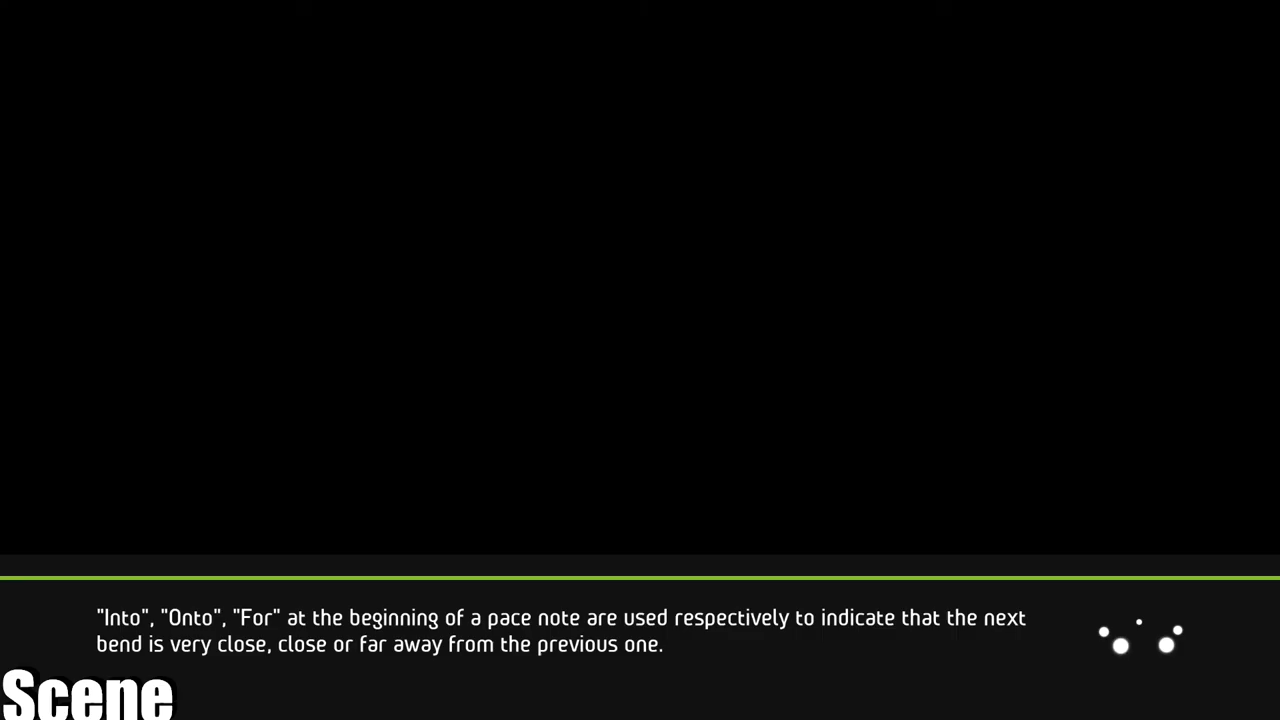 "Into", "Onto", "For" at the beginning of a pace note are used respectively to indicate that the next
bend is very close, close or far away from the previous one.
Scene